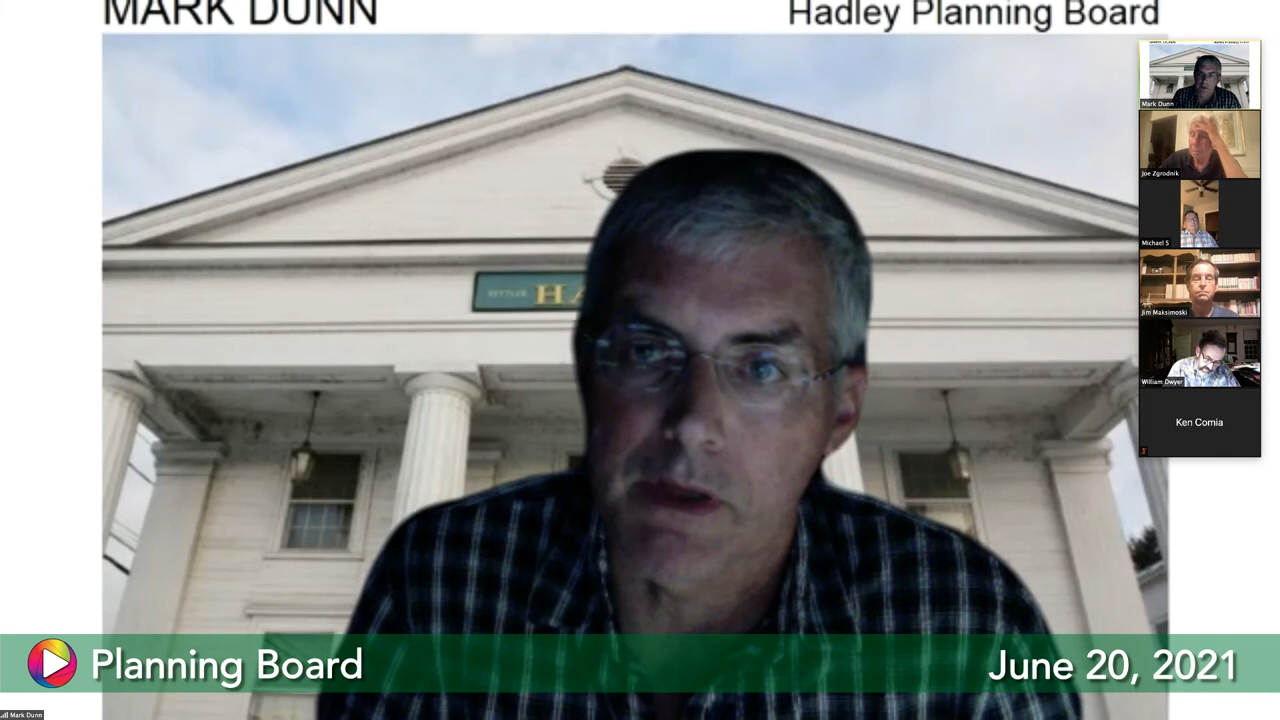 MARK DUNN
Hadley Planning Board
HA
Mark Dunn
Joe Zgrodnik
Michael S
Jim Maksimoski
William Dwyer
Ken Comia
Planning Board
June 20, 2021
Mark Dunn